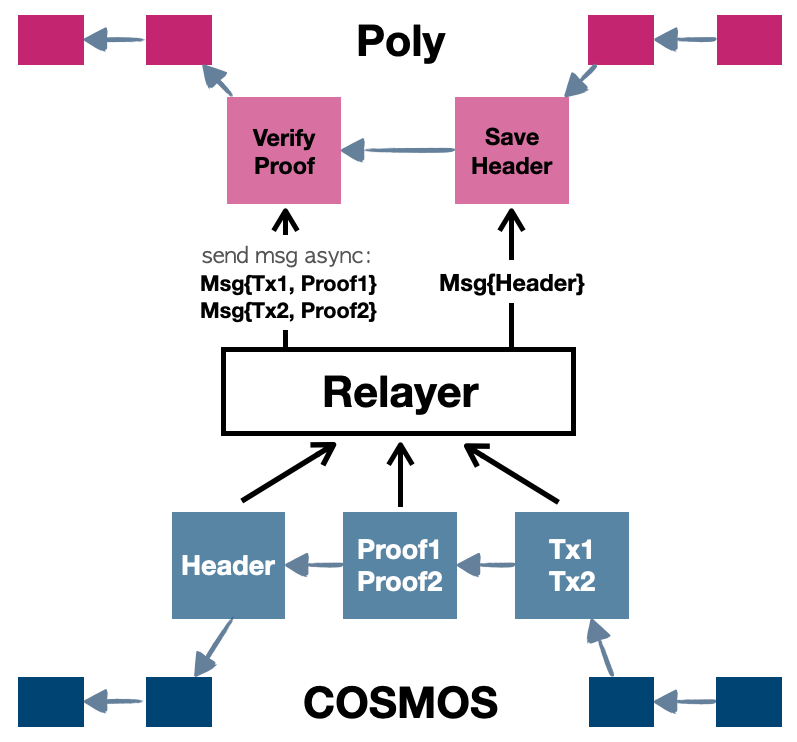 Poly
Verify
Proof
Save
Header
send msg async:
Msg{Tx1, Proof1}
Msg{Tx2, Proof2}
Msg{Header}
Relayer
Header
Proof1
Proof2
Tx1
Tx2
COSMOS